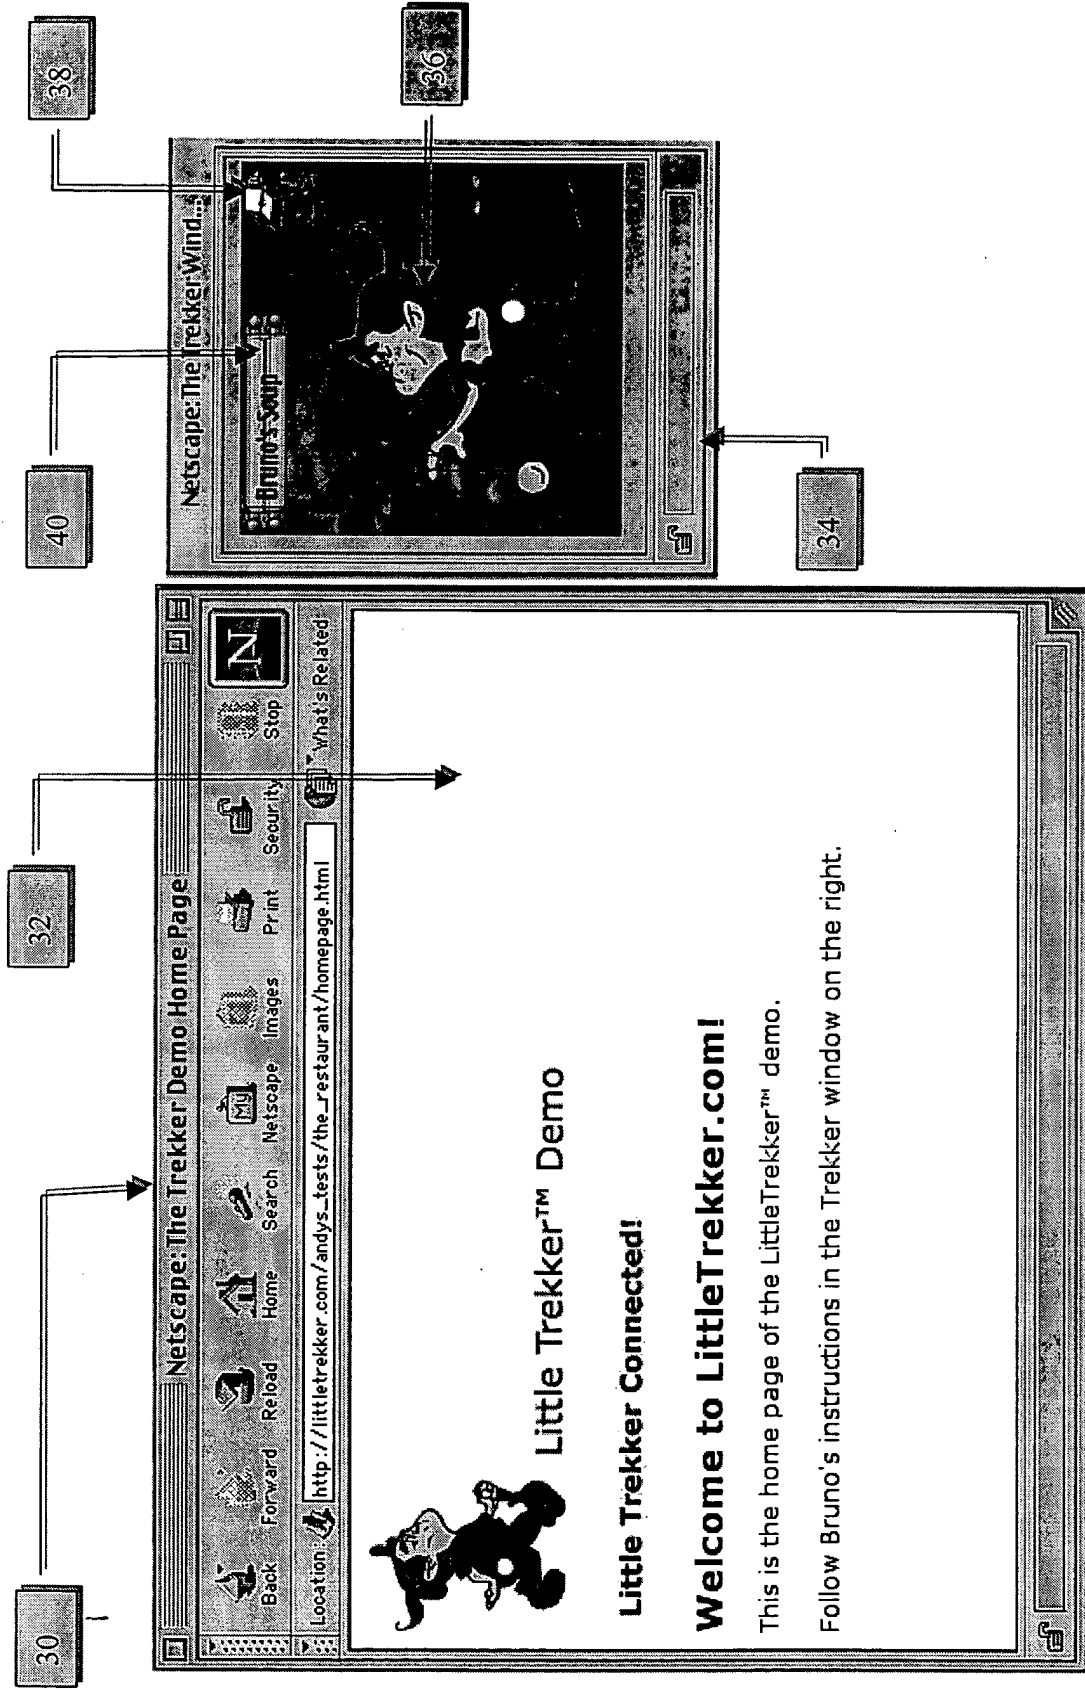 30
32
40
38
Netscape: The Trekker Demo Home Page
Back Forward Reload Home Search Netscape Images Print Security Stop
My
N
Location: http://littletrekker.com/andys_tests/the_restaurant/homepage.html What's Related
Little Trekker™ Demo
Little Trekker Connected!
Welcome to LittleTrekker.com!
This is the home page of the LittleTrekker™ demo.
Follow Bruno's instructions in the Trekker window on the right.
Netscape: The Trekker Wind...
Bruno's Soup
34
36